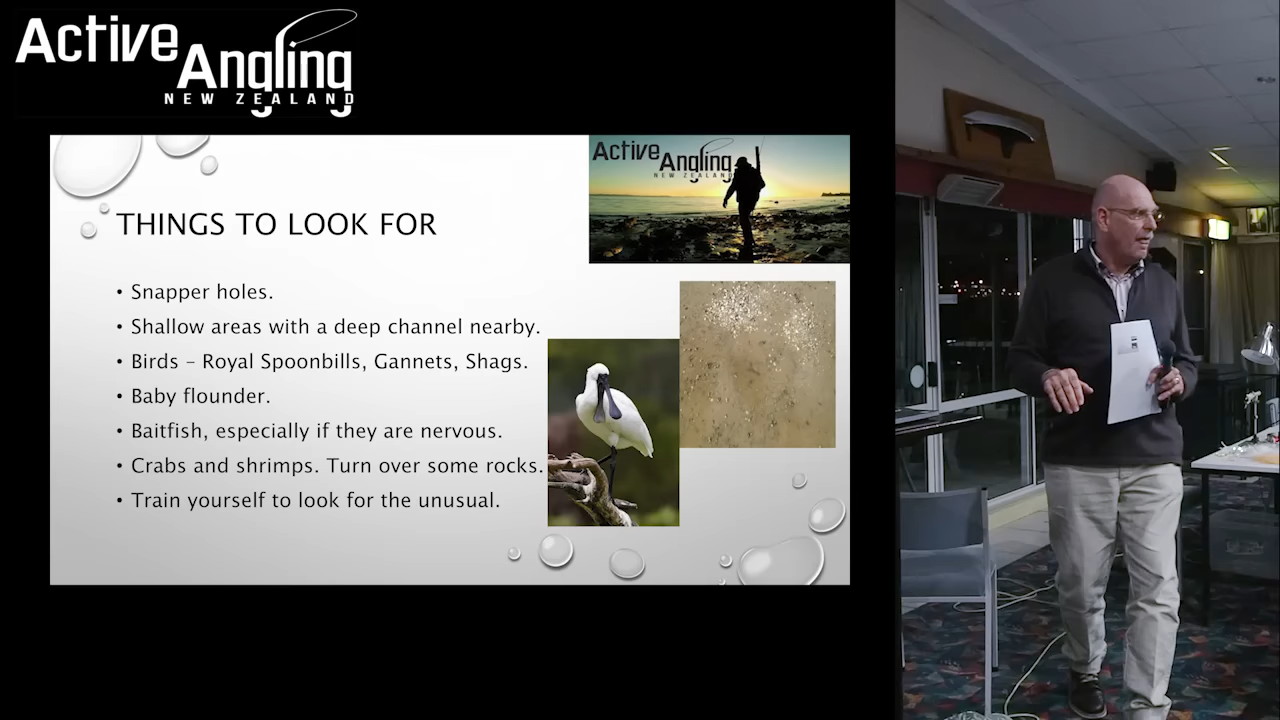 Active
Angling
NEW ZEALAND
Active Angling
NEW ZEALAND
THINGS TO LOOK FOR
• Snapper holes.
• Shallow areas with a deep channel nearby.
• Birds – Royal Spoonbills, Gannets, Shags.
• Baby flounder.
• Baitfish, especially if they are nervous.
• Crabs and shrimps. Turn over some rocks.
• Train yourself to look for the unusual.